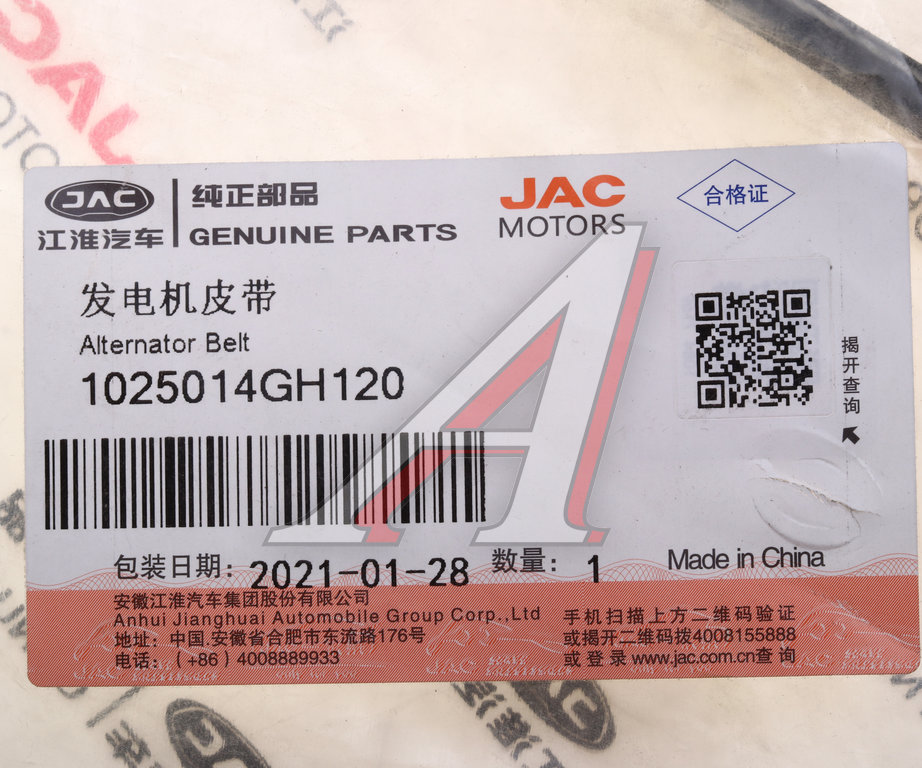 JAC
江淮汽车
纯正部品
GENUINE PARTS
JAC
MOTORS
合格证
发电机皮带
Alternator Belt
1025014GH120
揭开查询
包装日期: 2021-01-28
数量: 1
Made in China
安徽江淮汽车集团股份有限公司
Anhui Jianghuai Automobile Group Corp.,Ltd
地址: 中国.安徽省合肥市东流路176号
电话: (+86) 4008889933
手机扫描上方二维码验证
或揭开二维码拨4008155888
或登录www.jac.com.cn查询